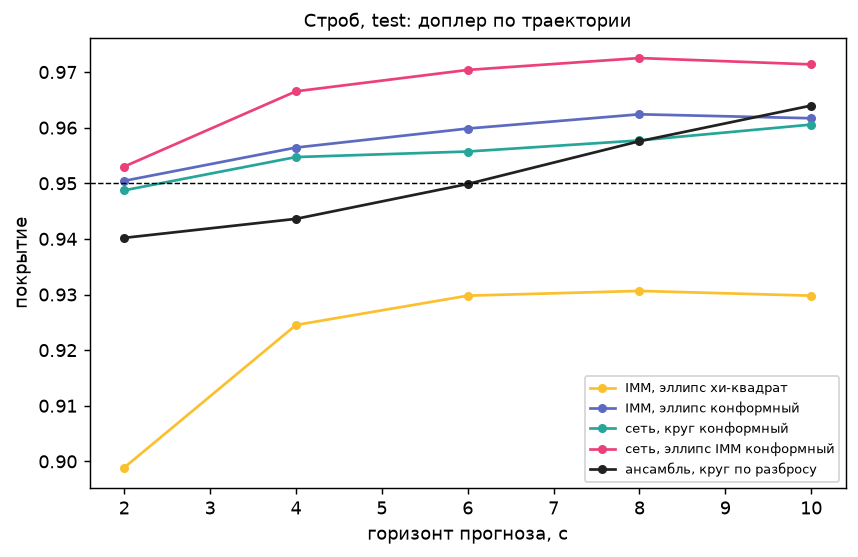 Строб, test: доплер по траектории
покрытие
0.97
0.96
0.95
0.94
0.93
0.92
0.91
0.90
IMM, эллипс хи-квадрат
IMM, эллипс конформный
сеть, круг конформный
сеть, эллипс IMM конформный
ансамбль, круг по разбросу
2 3 4 5 6 7 8 9 10
горизонт прогноза, с